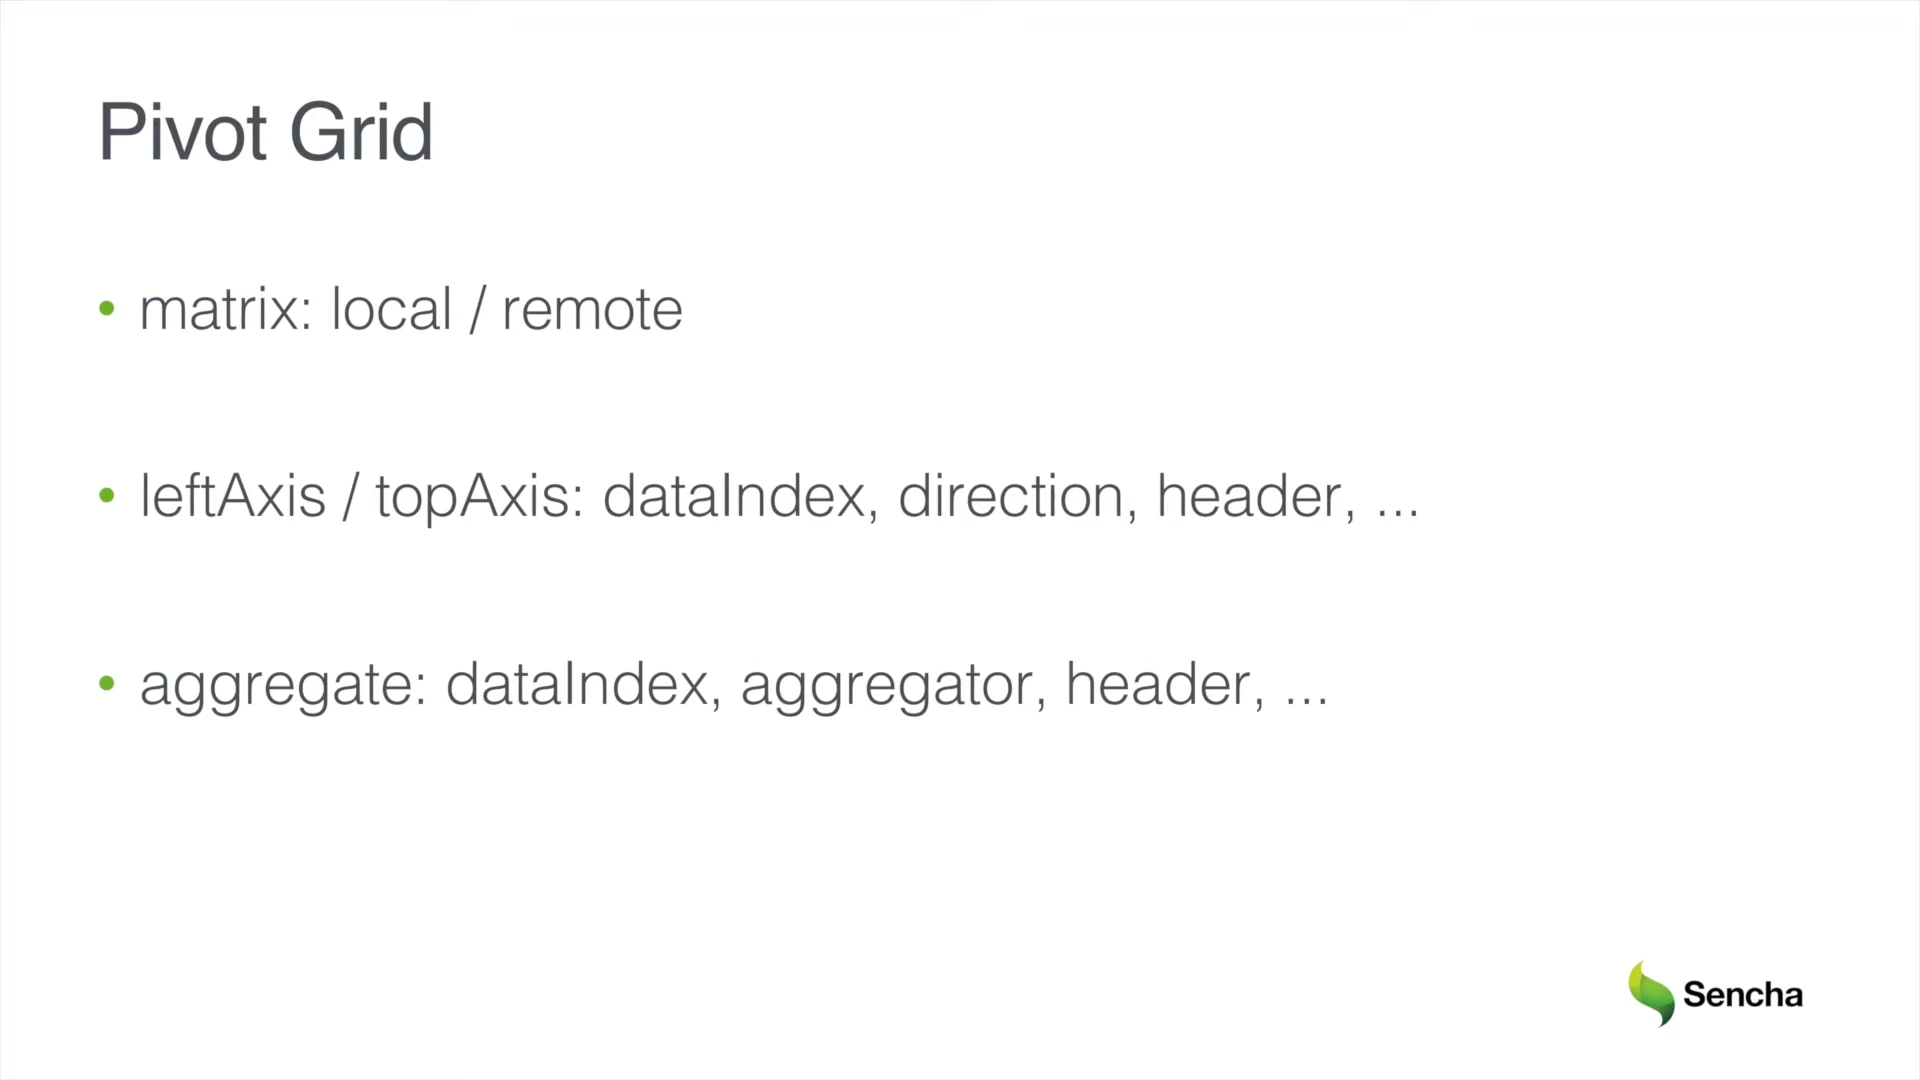 Pivot Grid
• matrix: local / remote
• leftAxis / topAxis: dataIndex, direction, header, ...
• aggregate: dataIndex, aggregator, header, ...
Sencha